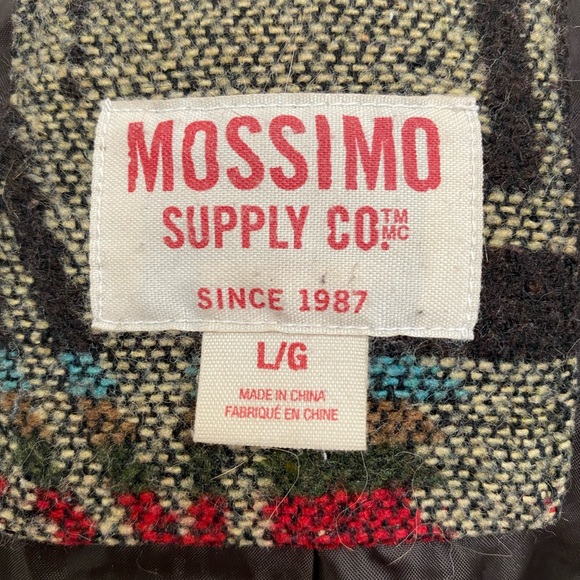 MOSSIMO
SUPPLY CO.™ MC
SINCE 1987
L/G
MADE IN CHINA
FABRIQUÉ EN CHINE